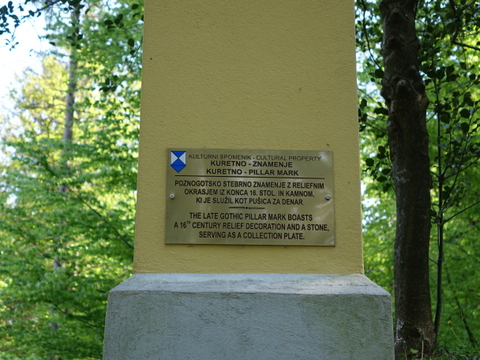 KULTURNI SPOMENIK - CULTURAL PROPERTY
KURETNO - ZNAMENJE
KURETNO - PILLAR MARK
POZNOGOTSKO STEBRNO ZNAMENJE Z RELIEFNIM
OKRASJEM IZ KONCA 16. STOL. IN KAMNOM,
KI JE SLUŽIL KOT PUŠICA ZA DENAR.
THE LATE GOTHIC PILLAR MARK BOASTS
A 16TH CENTURY RELIEF DECORATION AND A STONE,
SERVING AS A COLLECTION PLATE.